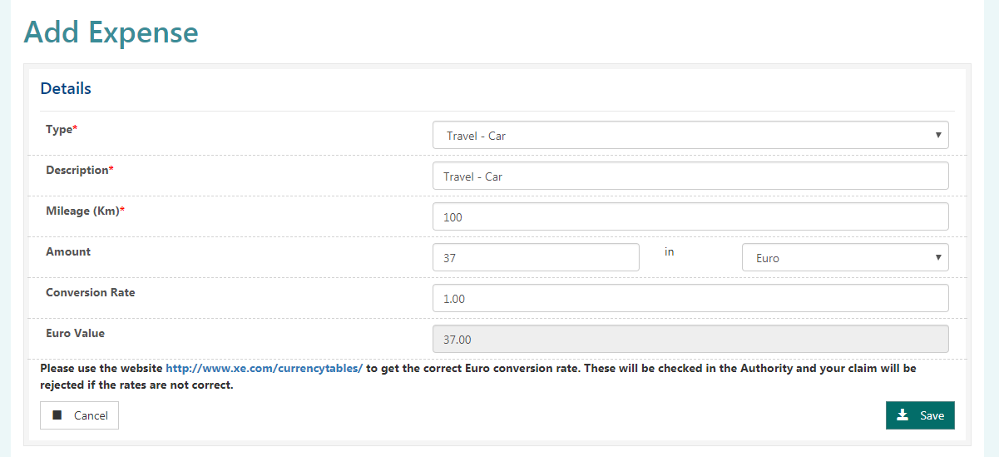 Add Expense
Details
Type*
Travel - Car
Description*
Travel - Car
Mileage (Km)*
100
Amount
37
in
Euro
Conversion Rate
1.00
Euro Value
37.00
Please use the website http://www.xe.com/currencytables/ to get the correct Euro conversion rate. These will be checked in the Authority and your claim will be
rejected if the rates are not correct.
Cancel
Save